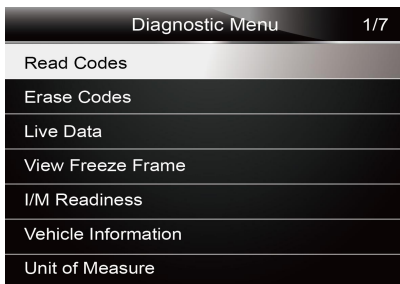 Diagnostic Menu 1/7
Read Codes
Erase Codes
Live Data
View Freeze Frame
I/M Readiness
Vehicle Information
Unit of Measure